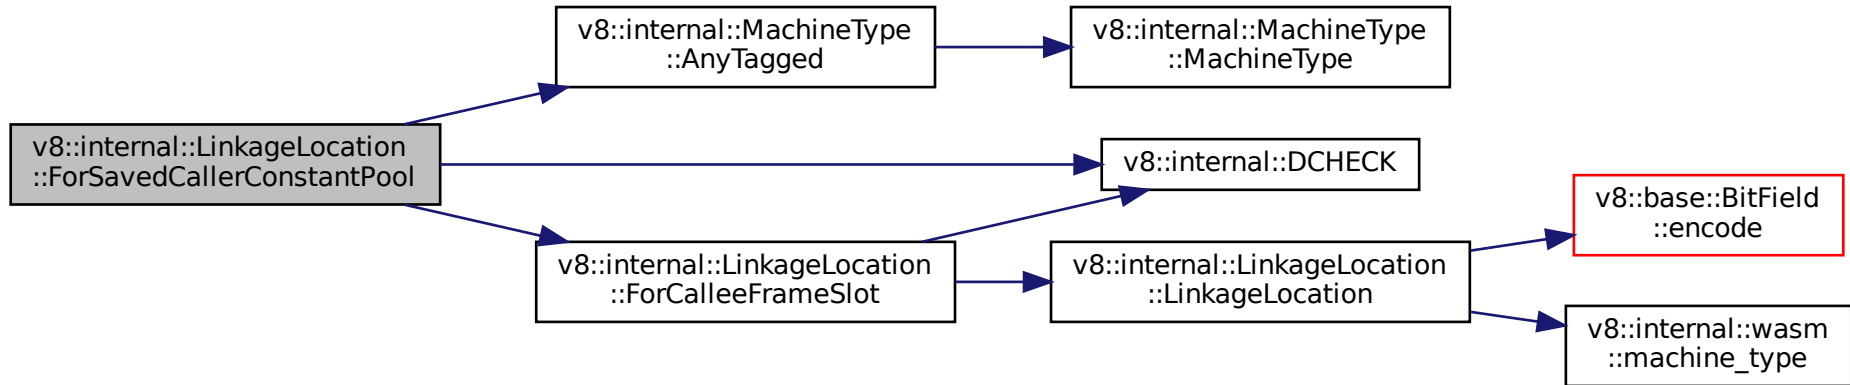 v8::internal::LinkageLocation
::ForSavedCallerConstantPool
v8::internal::MachineType
::AnyTagged
v8::internal::MachineType
::MachineType
v8::internal::DCHECK
v8::internal::LinkageLocation
::ForCalleeFrameSlot
v8::internal::LinkageLocation
::LinkageLocation
v8::base::BitField
::encode
v8::internal::wasm
::machine_type